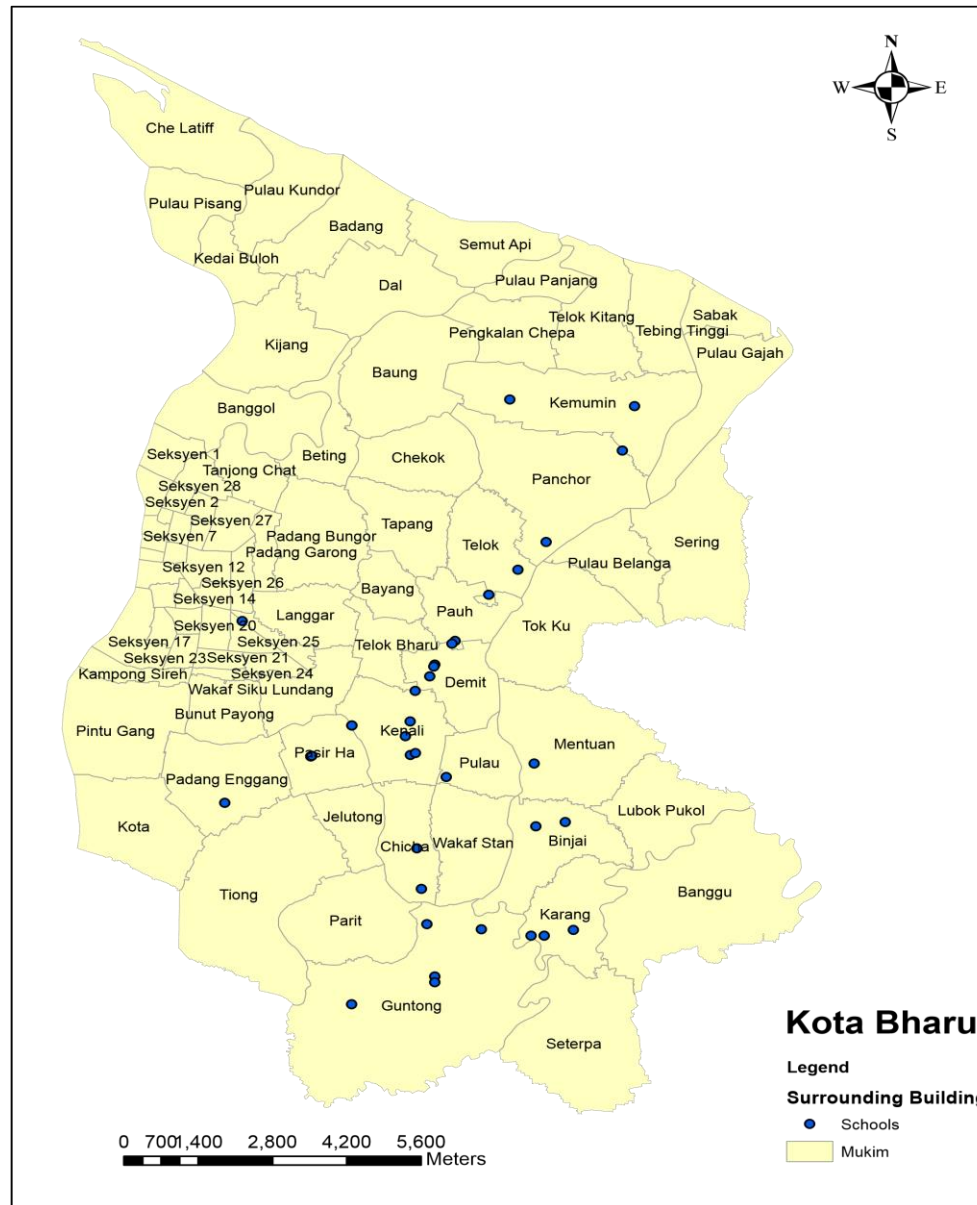 N
W E
S
Che Latiff
Pulau Kundor
Pulau Pisang
Badang
Semut Api
Kedai Buloh
Pulau Panjang
Dal
Telok Kitang
Sabak
Pengkalan Chepa
Tebing Tinggi
Kijang
Pulau Gajah
Baung
Kemumin
Banggol
Seksyen 1
Beting
Chekok
Tanjong Chat
Panchor
Seksyen 28
Seksyen 2
Seksyen 27
Tapang
Seksyen 7
Padang Bungor
Telok
Sering
Padang Garong
Pulau Belanga
Seksyen 12
Seksyen 26
Bayang
Seksyen 14
Pauh
Langgar
Tok Ku
Seksyen 20
Seksyen 17
Seksyen 25
Telok Bharu
Seksyen 23
Seksyen 21
Kampong Sireh
Seksyen 24
Demit
Wakaf Siku Lundang
Bunut Payong
Pintu Gang
Kenali
Mentuan
Pasir Ha
Pulau
Padang Enggang
Lubok Pukol
Jelutong
Kota
Chicha
Wakaf Stan
Binjai
Banggu
Tiong
Karang
Parit
Guntong
Seterpa
Kota Bharu
Legend
Surrounding Building
Schools
Mukim
0 700 1,400 2,800 4,200 5,600
Meters